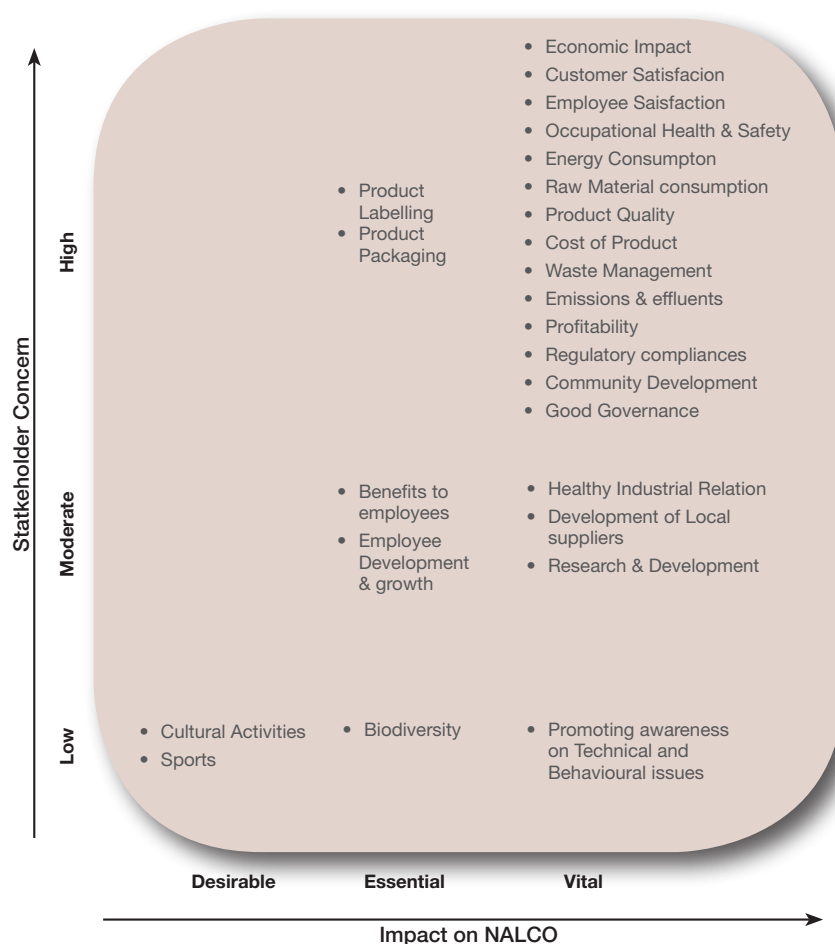 • Economic Impact
• Customer Satisfacion
• Employee Saisfaction
• Occupational Health & Safety
• Energy Consumpton
• Raw Material consumption
• Product Quality
• Cost of Product
• Waste Management
• Emissions & effluents
• Profitability
• Regulatory compliances
• Community Development
• Good Governance
• Product
Labelling
• Product
Packaging
High
Statkeholder Concern
Moderate
• Benefits to
employees
• Employee
Development
& growth
• Healthy Industrial Relation
• Development of Local
suppliers
• Research & Development
Low
• Cultural Activities
• Sports
• Biodiversity
• Promoting awareness
on Technical and
Behavioural issues
Desirable
Essential
Vital
Impact on NALCO